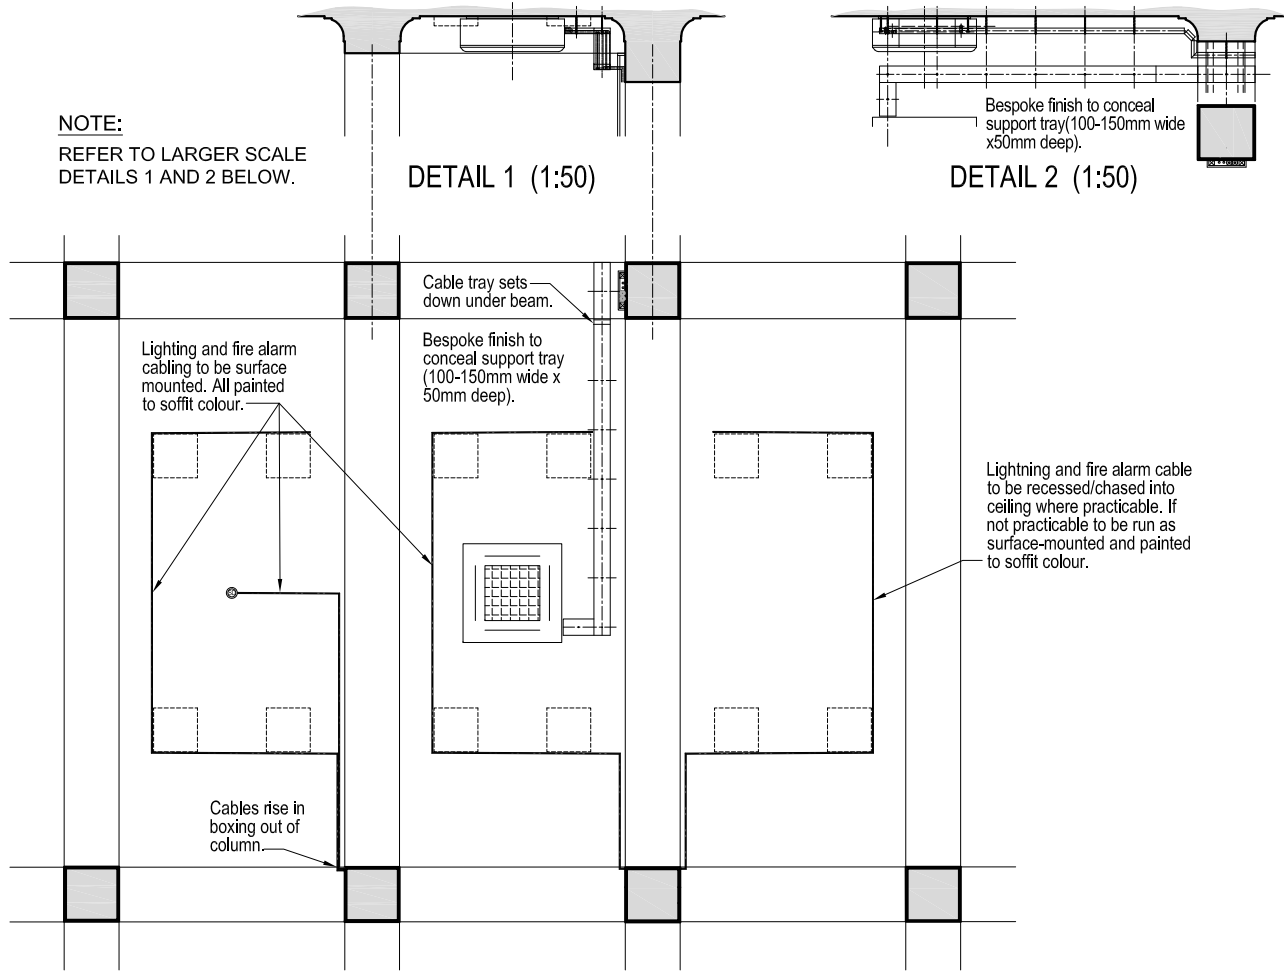 NOTE:
REFER TO LARGER SCALE
DETAILS 1 AND 2 BELOW.
DETAIL 1 (1:50)
Bespoke finish to conceal
support tray(100-150mm wide
x50mm deep).
DETAIL 2 (1:50)
Cable tray sets
down under beam.
Bespoke finish to
conceal support tray
(100-150mm wide x
50mm deep).
Lighting and fire alarm
cabling to be surface
mounted. All painted
to soffit colour.
Lightning and fire alarm cable
to be recessed/chased into
ceiling where practicable. If
not practicable to be run as
surface-mounted and painted
to soffit colour.
Cables rise in
boxing out of
column.